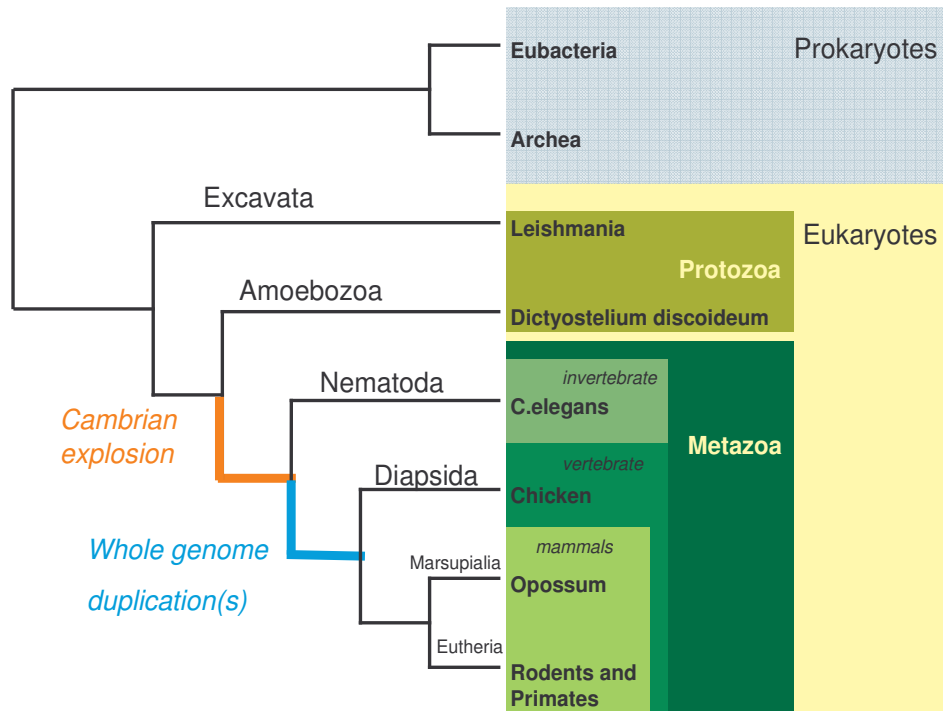 Eubacteria
Prokaryotes
Archea
Excavata
Leishmania
Eukaryotes
Protozoa
Amoebozoa
Dictyostelium discoideum
Nematoda
invertebrate
C.elegans
Cambrian
explosion
Metazoa
Diapsida
vertebrate
Chicken
Whole genome
duplication(s)
mammals
Marsupialia
Opossum
Eutheria
Rodents and
Primates